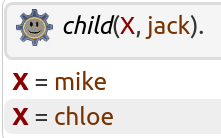 child(X, jack).
X = mike
X = chloe